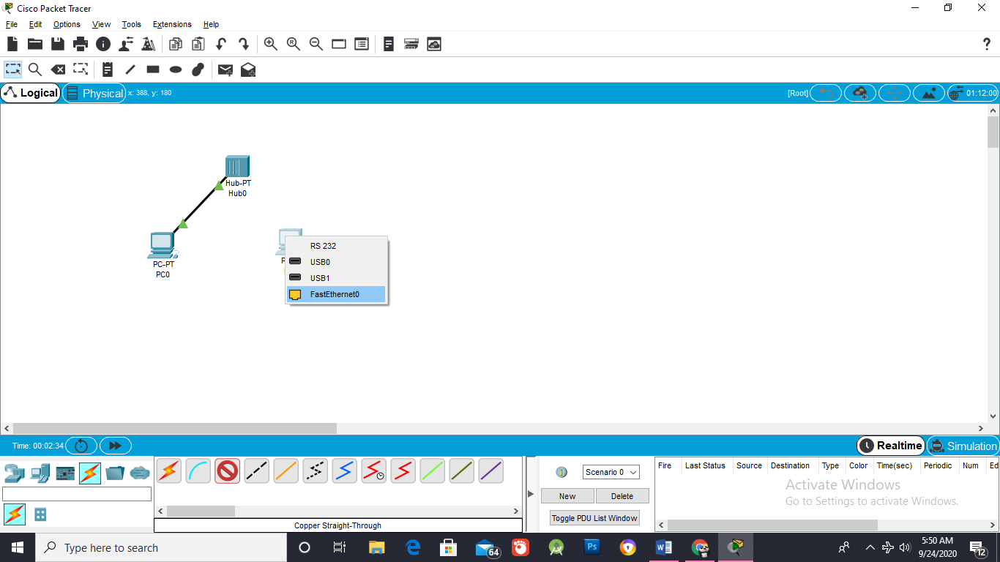 Cisco Packet Tracer
File Edit Options View Tools Extensions Help
?
Logical Physical x: 388, y: 180 [Root] 01:12:00
Hub-PT
Hub0
PC-PT
PC0
P
RS 232
USB0
USB1
FastEthernet0
Time: 00:02:34 Realtime Simulation
Scenario 0
New Delete
Toggle PDU List Window
Fire Last Status Source Destination Type Color Time(sec) Periodic Num Ed
Activate Windows
Go to Settings to activate Windows.
Copper Straight-Through
Type here to search
64
Ps
5:50 AM
9/24/2020
12